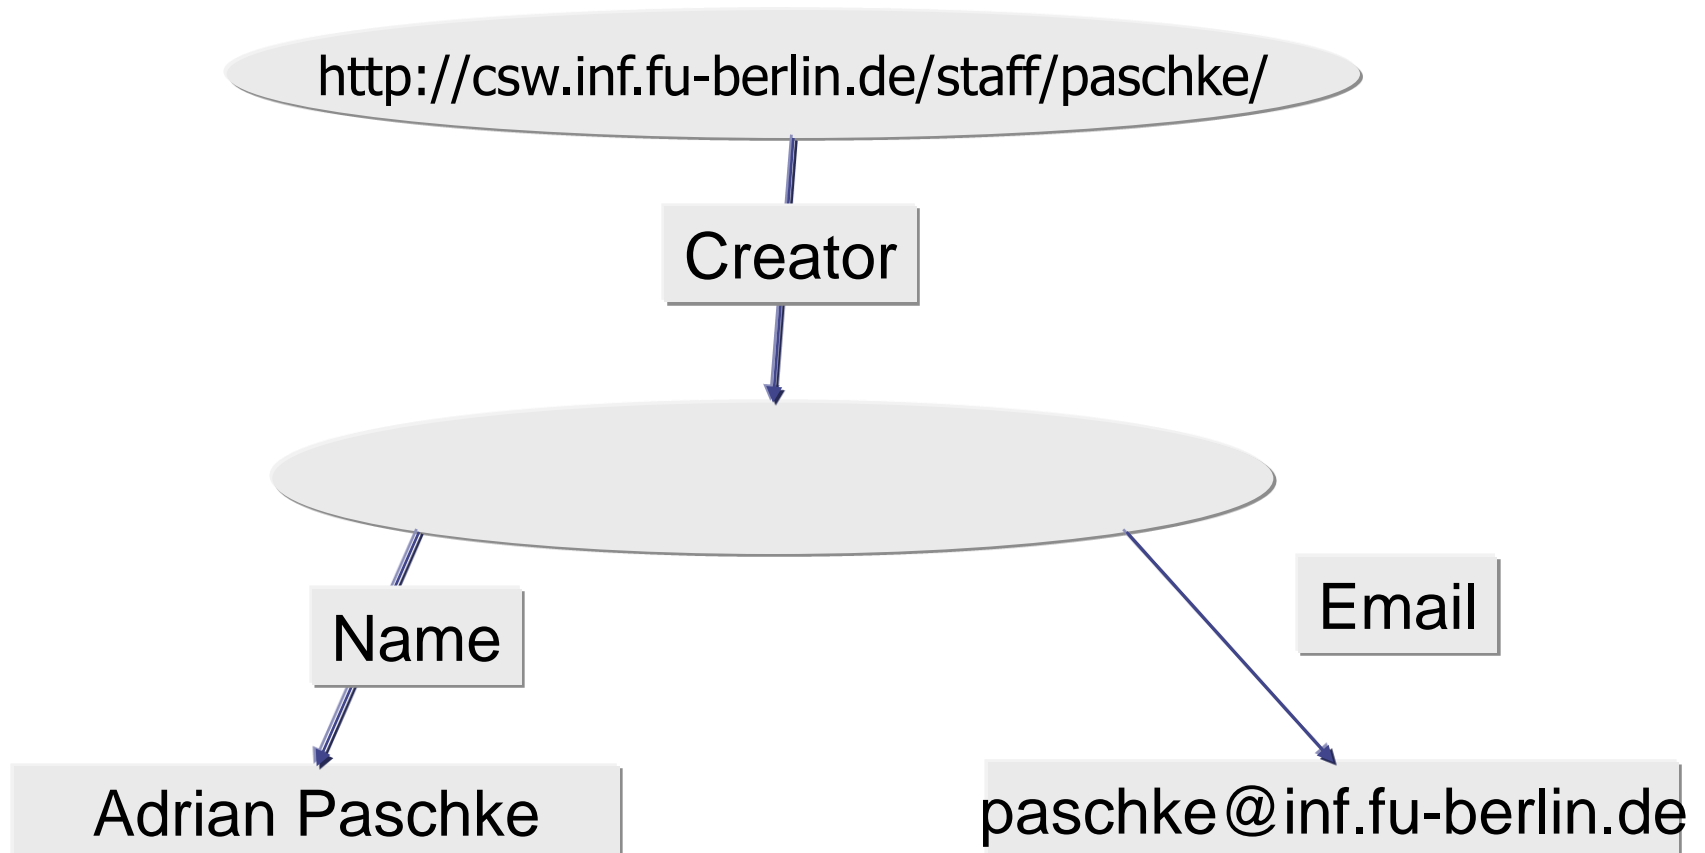 http://csw.inf.fu-berlin.de/staff/paschke/
Creator
Name
Email
Adrian Paschke
paschke@inf.fu-berlin.de